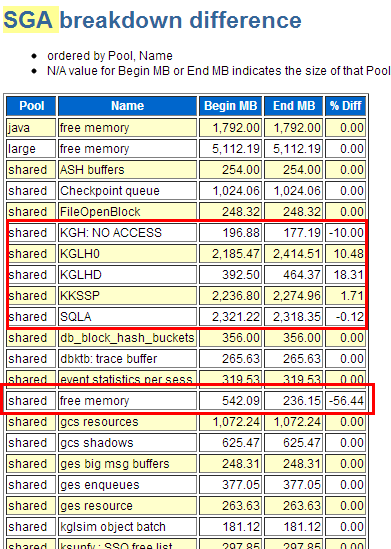 SGA breakdown difference
ordered by Pool, Name
N/A value for Begin MB or End MB indicates the size of that Pool
Pool Name Begin MB End MB % Diff
java free memory 1,792.00 1,792.00 0.00
large free memory 5,112.19 5,112.19 0.00
shared ASH buffers 254.00 254.00 0.00
shared Checkpoint queue 1,024.06 1,024.06 0.00
shared FileOpenBlock 248.32 248.32 0.00
shared KGH: NO ACCESS 196.88 177.19 -10.00
shared KGLH0 2,185.47 2,414.51 10.48
shared KGLHD 392.50 464.37 18.31
shared KKSSP 2,236.80 2,274.96 1.71
shared SQLA 2,321.22 2,318.35 -0.12
shared db_block_hash_buckets 356.00 356.00 0.00
shared dbktb: trace buffer 265.63 265.63 0.00
shared event statistics per sess 319.53 319.53 0.00
shared free memory 542.09 236.15 -56.44
shared gcs resources 1,072.24 1,072.24 0.00
shared gcs shadows 625.47 625.47 0.00
shared ges big msg buffers 248.31 248.31 0.00
shared ges enqueues 377.05 377.05 0.00
shared ges resource 263.63 263.63 0.00
shared kglsim object batch 181.12 181.12 0.00
shared ksunfy : SSO free list 297.85 297.85 0.00